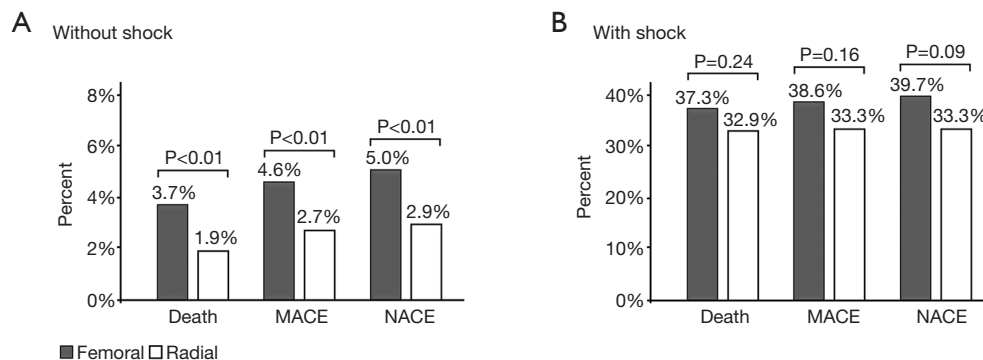 A Without shock
8%
6%
4%
2%
0%
Percent
P<0.01
P<0.01
P<0.01
3.7%
1.9%
4.6%
2.7%
5.0%
2.9%
Death MACE NACE
Femoral Radial
B With shock
40%
30%
20%
10%
0%
Percent
P=0.24
P=0.16
P=0.09
37.3%
32.9%
38.6%
33.3%
39.7%
33.3%
Death MACE NACE